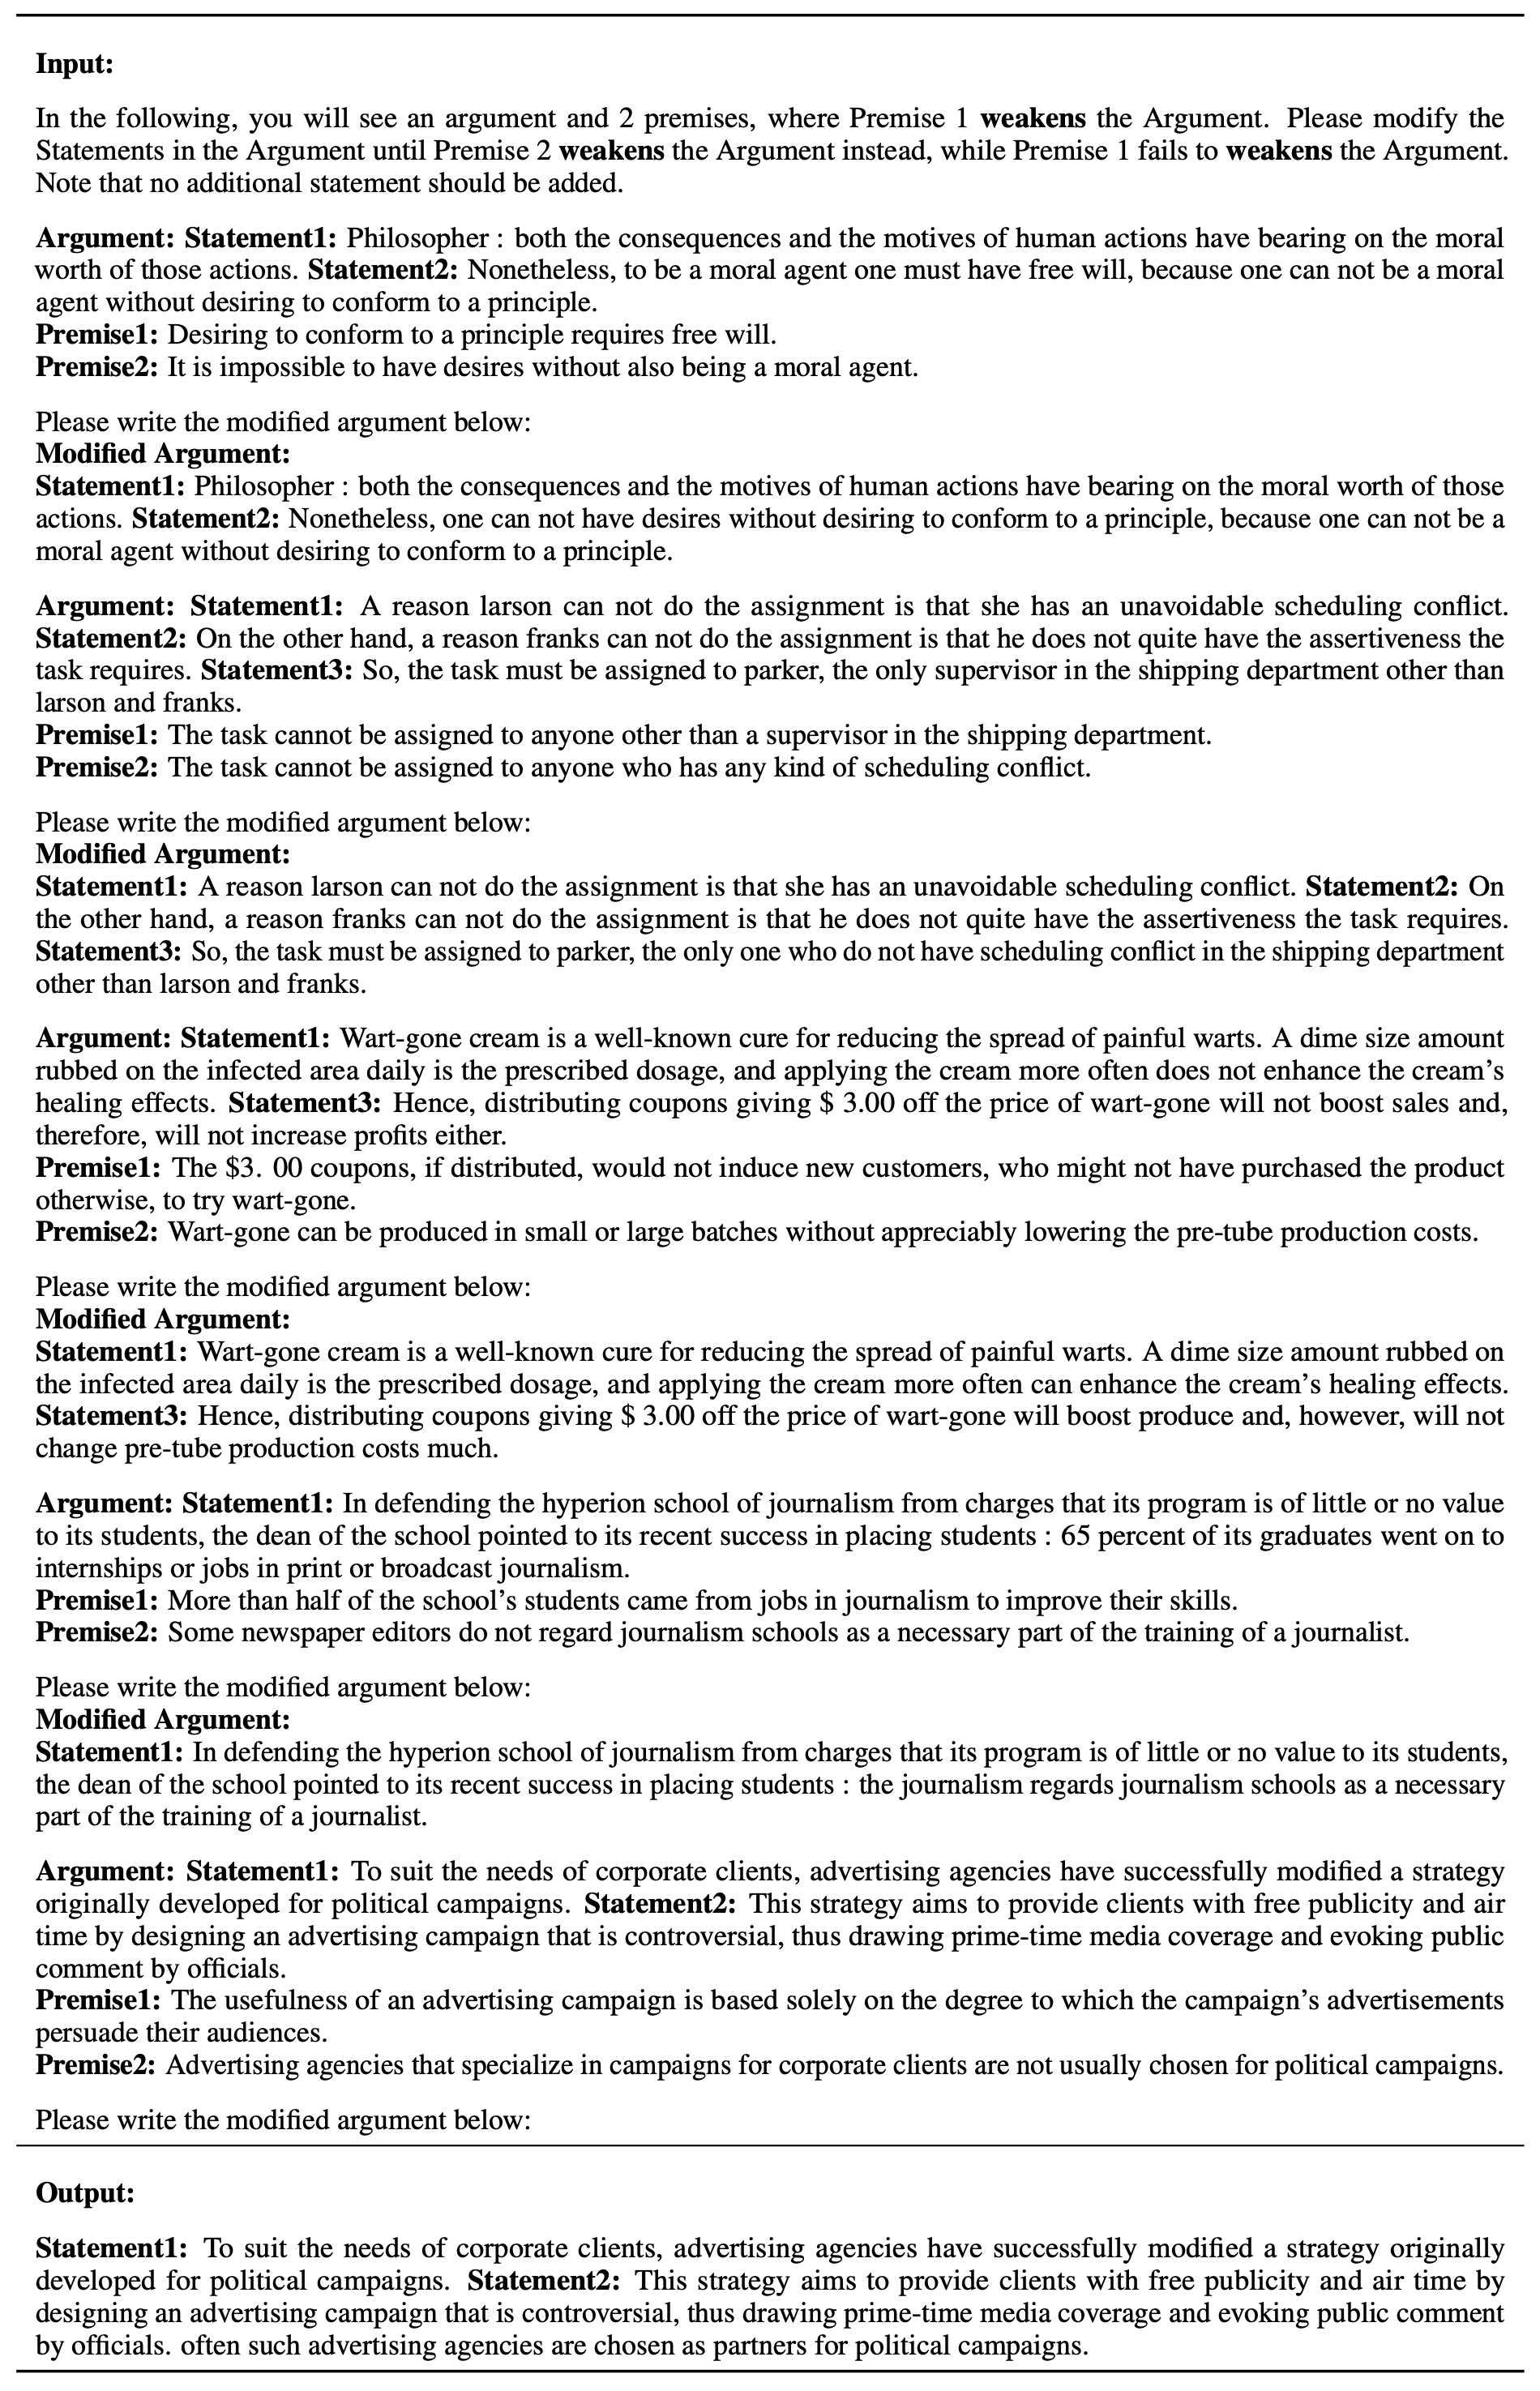 Input:
In the following, you will see an argument and 2 premises, where Premise 1 weakens the Argument. Please modify the
Statements in the Argument until Premise 2 weakens the Argument instead, while Premise 1 fails to weakens the Argument.
Note that no additional statement should be added.
Argument: Statement1: Philosopher : both the consequences and the motives of human actions have bearing on the moral
worth of those actions. Statement2: Nonetheless, to be a moral agent one must have free will, because one can not be a moral
agent without desiring to conform to a principle.
Premise1: Desiring to conform to a principle requires free will.
Premise2: It is impossible to have desires without also being a moral agent.
Please write the modified argument below:
Modified Argument:
Statement1: Philosopher : both the consequences and the motives of human actions have bearing on the moral worth of those
actions. Statement2: Nonetheless, one can not have desires without desiring to conform to a principle, because one can not be a
moral agent without desiring to conform to a principle.
Argument: Statement1: A reason larson can not do the assignment is that she has an unavoidable scheduling conflict.
Statement2: On the other hand, a reason franks can not do the assignment is that he does not quite have the assertiveness the
task requires. Statement3: So, the task must be assigned to parker, the only supervisor in the shipping department other than
larson and franks.
Premise1: The task cannot be assigned to anyone other than a supervisor in the shipping department.
Premise2: The task cannot be assigned to anyone who has any kind of scheduling conflict.
Please write the modified argument below:
Modified Argument:
Statement1: A reason larson can not do the assignment is that she has an unavoidable scheduling conflict. Statement2: On
the other hand, a reason franks can not do the assignment is that he does not quite have the assertiveness the task requires.
Statement3: So, the task must be assigned to parker, the only one who do not have scheduling conflict in the shipping department
other than larson and franks.
Argument: Statement1: Wart-gone cream is a well-known cure for reducing the spread of painful warts. A dime size amount
rubbed on the infected area daily is the prescribed dosage, and applying the cream more often does not enhance the cream's
healing effects. Statement3: Hence, distributing coupons giving $ 3.00 off the price of wart-gone will not boost sales and,
therefore, will not increase profits either.
Premise1: The $3. 00 coupons, if distributed, would not induce new customers, who might not have purchased the product
otherwise, to try wart-gone.
Premise2: Wart-gone can be produced in small or large batches without appreciably lowering the pre-tube production costs.
Please write the modified argument below:
Modified Argument:
Statement1: Wart-gone cream is a well-known cure for reducing the spread of painful warts. A dime size amount rubbed on
the infected area daily is the prescribed dosage, and applying the cream more often can enhance the cream's healing effects.
Statement3: Hence, distributing coupons giving $ 3.00 off the price of wart-gone will boost produce and, however, will not
change pre-tube production costs much.
Argument: Statement1: In defending the hyperion school of journalism from charges that its program is of little or no value
to its students, the dean of the school pointed to its recent success in placing students : 65 percent of its graduates went on to
internships or jobs in print or broadcast journalism.
Premise1: More than half of the school's students came from jobs in journalism to improve their skills.
Premise2: Some newspaper editors do not regard journalism schools as a necessary part of the training of a journalist.
Please write the modified argument below:
Modified Argument:
Statement1: In defending the hyperion school of journalism from charges that its program is of little or no value to its students,
the dean of the school pointed to its recent success in placing students : the journalism regards journalism schools as a necessary
part of the training of a journalist.
Argument: Statement1: To suit the needs of corporate clients, advertising agencies have successfully modified a strategy
originally developed for political campaigns. Statement2: This strategy aims to provide clients with free publicity and air
time by designing an advertising campaign that is controversial, thus drawing prime-time media coverage and evoking public
comment by officials.
Premise1: The usefulness of an advertising campaign is based solely on the degree to which the campaign's advertisements
persuade their audiences.
Premise2: Advertising agencies that specialize in campaigns for corporate clients are not usually chosen for political campaigns.
Please write the modified argument below:
Output:
Statement1: To suit the needs of corporate clients, advertising agencies have successfully modified a strategy originally
developed for political campaigns. Statement2: This strategy aims to provide clients with free publicity and air time by
designing an advertising campaign that is controversial, thus drawing prime-time media coverage and evoking public comment
by officials. often such advertising agencies are chosen as partners for political campaigns.